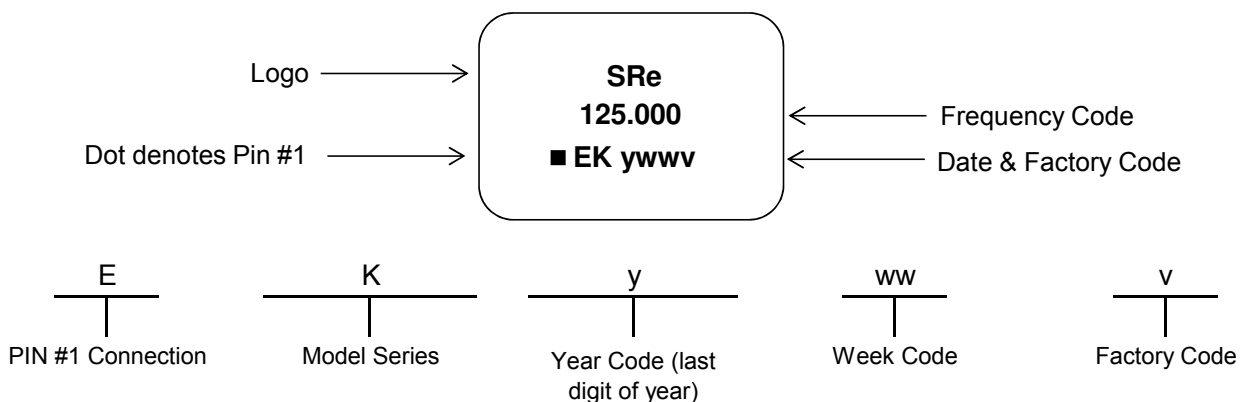 Logo
SRe
125.000
Frequency Code
Dot denotes Pin #1
■ EK ywwv
Date & Factory Code
E
K
y
ww
v
PIN #1 Connection
Model Series
Year Code (last
digit of year)
Week Code
Factory Code